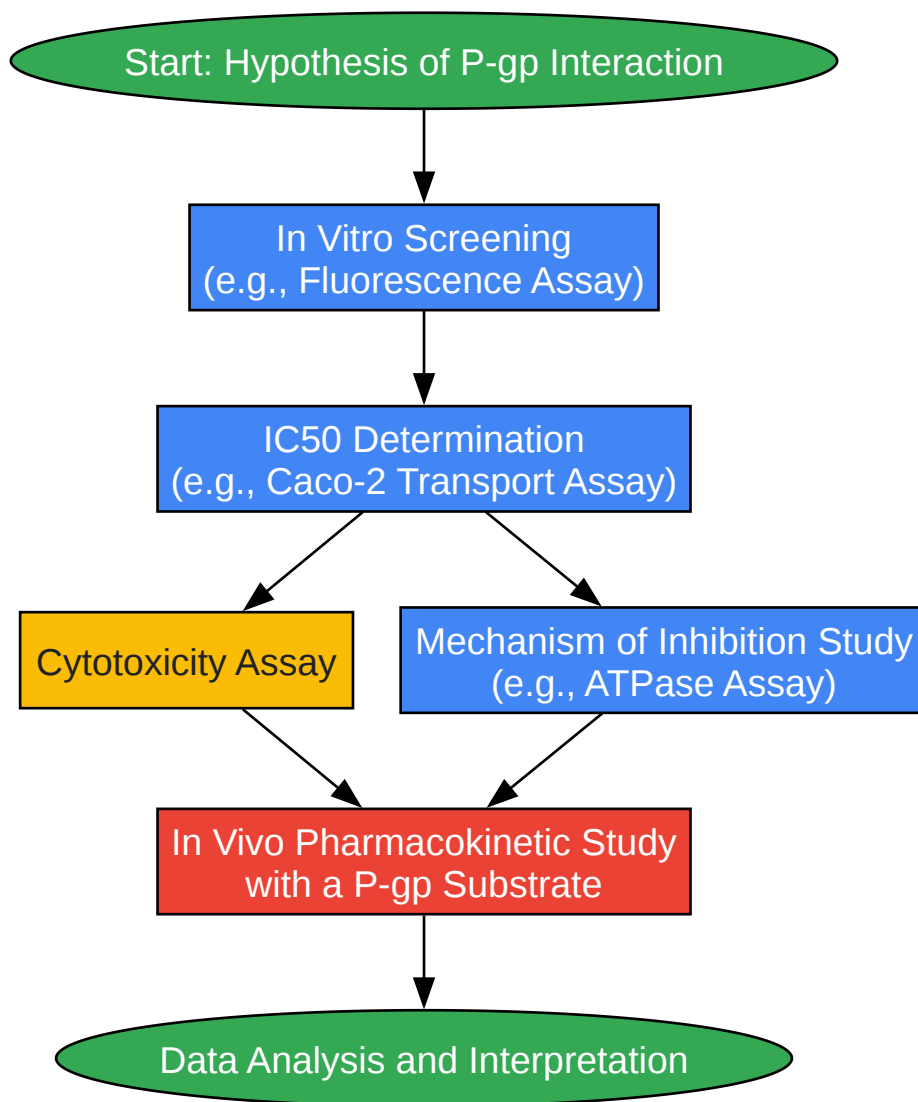 Start: Hypothesis of P-gp Interaction
In Vitro Screening
(e.g., Fluorescence Assay)
IC50 Determination
(e.g., Caco-2 Transport Assay)
Cytotoxicity Assay
Mechanism of Inhibition Study
(e.g., ATPase Assay)
In Vivo Pharmacokinetic Study
with a P-gp Substrate
Data Analysis and Interpretation